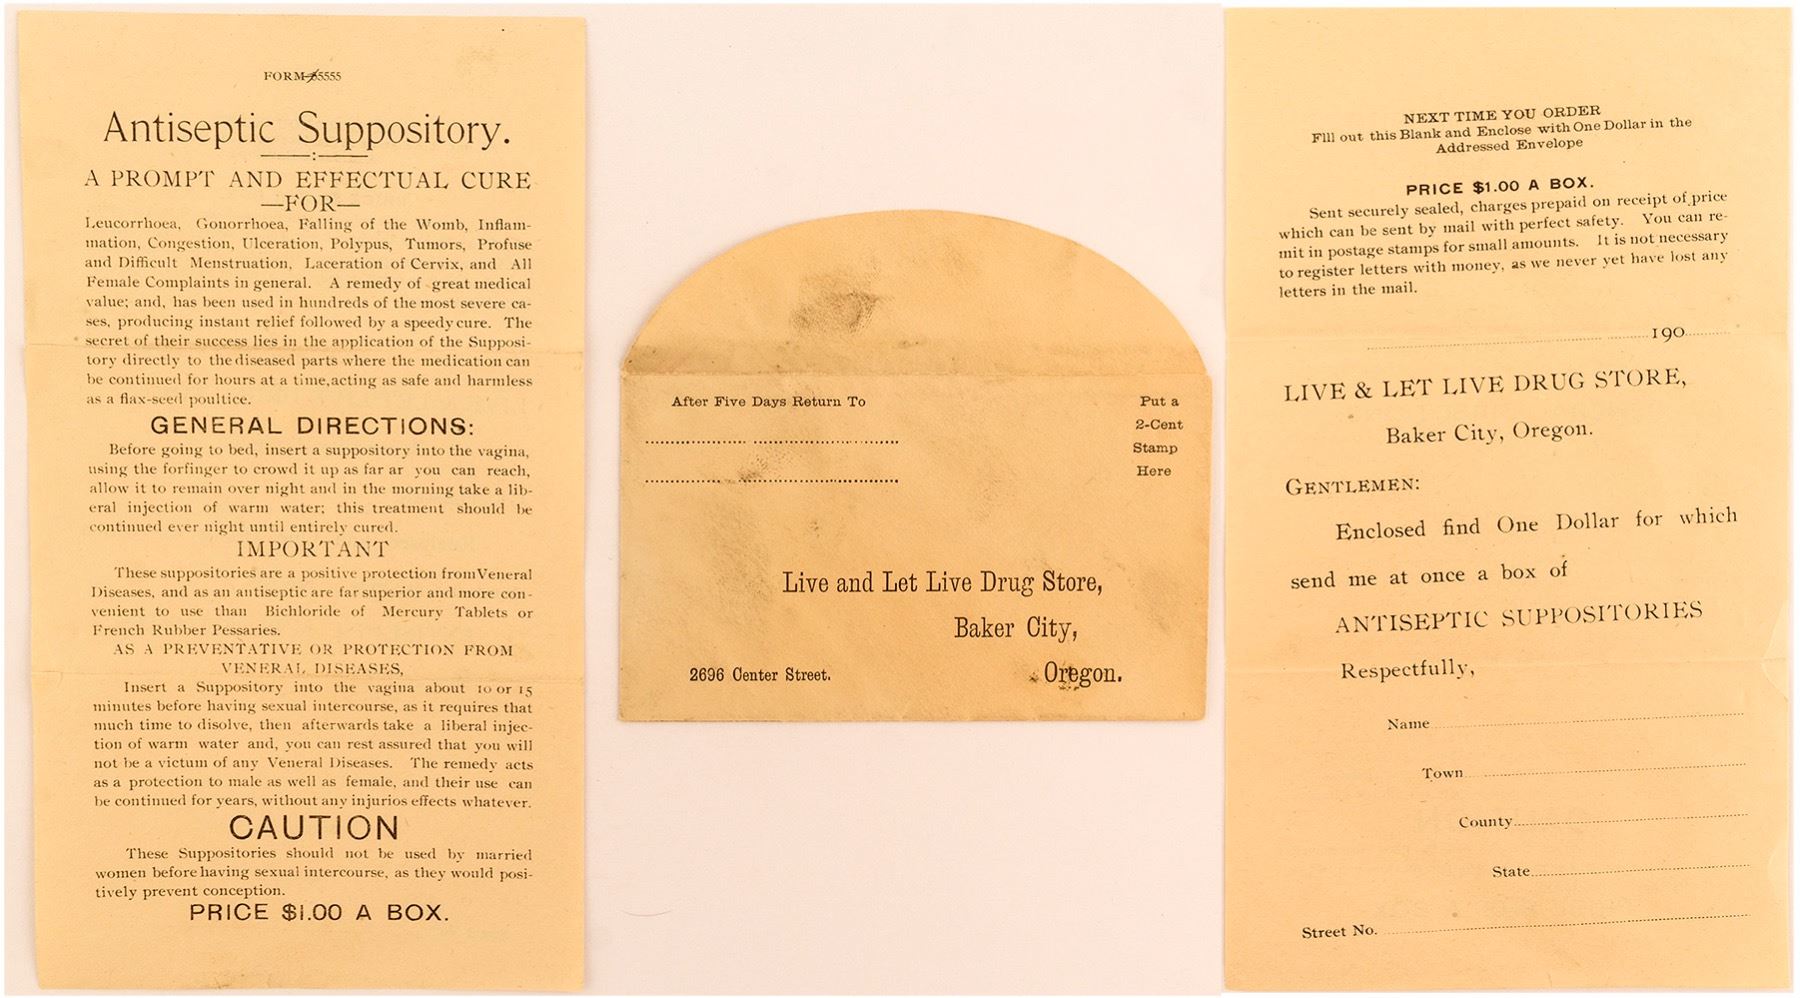 FORM 55555
Antiseptic Suppository.
A PROMPT AND EFFECTUAL CURE
—FOR—
Leucorrhoea, Gonorrhoea, Falling of the Womb, Inflam-
mation, Congestion, Ulceration, Polypus, Tumors, Profuse
and Difficult Menstruation, Laceration of Cervix, and All
Female Complaints in general. A remedy of great medical
value; and, has been used in hundreds of the most severe ca-
ses, producing instant relief followed by a speedy cure. The
secret of their success lies in the application of the Supposi-
tory directly to the diseased parts where the medication can
be continued for hours at a time, acting as safe and harmless
as a flax-seed poultice.
GENERAL DIRECTIONS:
Before going to bed, insert a suppository into the vagina,
using the forfinger to crowd it up as far ar you can reach,
allow it to remain over night and in the morning take a lib-
eral injection of warm water; this treatment should be
continued ever night until entirely cured.
IMPORTANT
These suppositories are a positive protection from Veneral
Diseases, and as an antiseptic are far superior and more con-
venient to use than Bichloride of Mercury Tablets or
French Rubber Pessaries.
AS A PREVENTATIVE OR PROTECTION FROM
VENERAL DISEASES,
Insert a Suppository into the vagina about 10 or 15
minutes before having sexual intercourse, as it requires that
much time to disolve, then afterwards take a liberal injec-
tion of warm water and, you can rest assured that you will
not be a victum of any Veneral Diseases. The remedy acts
as a protection to male as well as female, and their use can
be continued for years, without any injurios effects whatever.
CAUTION
These Suppositories should not be used by married
women before having sexual intercourse, as they would posi-
tively prevent conception.
PRICE $1.00 A BOX.
After Five Days Return To
Put a
2-Cent
Stamp
Here
Live and Let Live Drug Store,
Baker City,
2696 Center Street. Oregon.
NEXT TIME YOU ORDER
Fill out this Blank and Enclose with One Dollar in the
Addressed Envelope
PRICE $1.00 A BOX.
Sent securely sealed, charges prepaid on receipt of price
which can be sent by mail with perfect safety. You can re-
mit in postage stamps for small amounts. It is not necessary
to register letters with money, as we never yet have lost any
letters in the mail.
190
LIVE & LET LIVE DRUG STORE,
Baker City, Oregon.
GENTLEMEN:
Enclosed find One Dollar for which
send me at once a box of
ANTISEPTIC SUPPOSITORIES
Respectfully,
Name
Town
County
State
Street No.